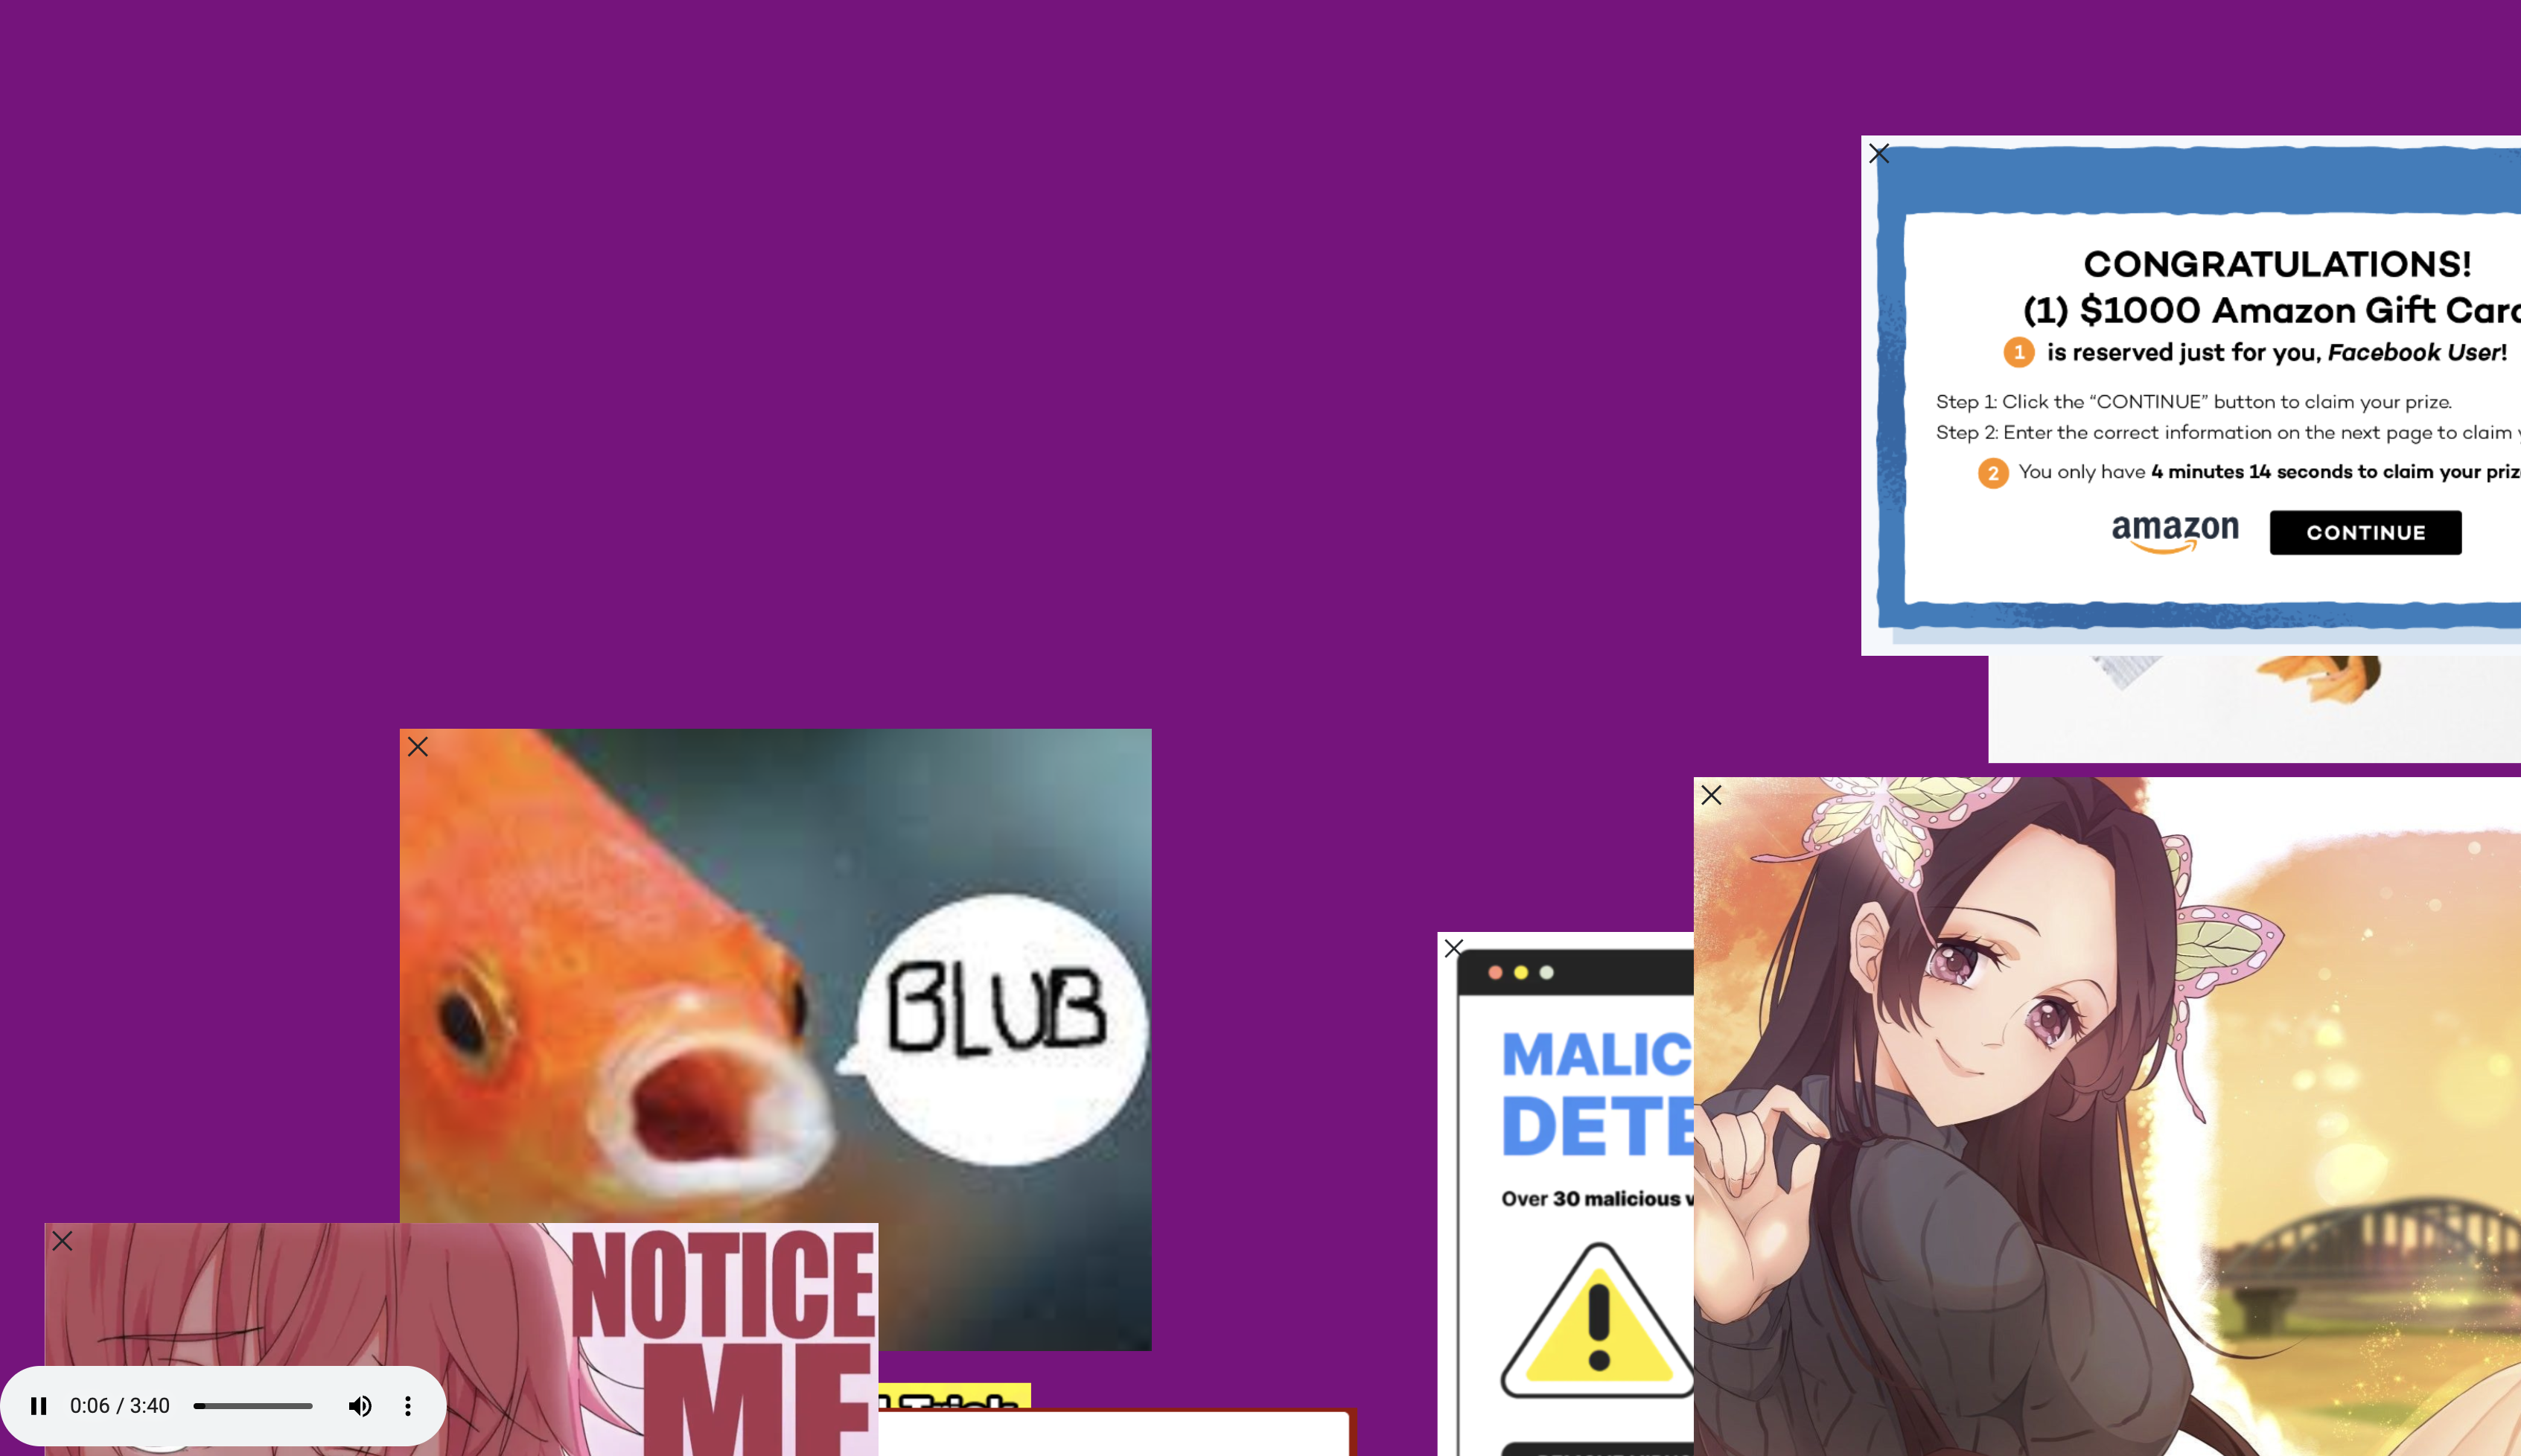 CONGRATULATIONS!
(1) $1000 Amazon Gift Card
1 is reserved just for you, Facebook User!
Step 1: Click the “CONTINUE” button to claim your prize.
Step 2: Enter the correct information on the next page to claim
2 You only have 4 minutes 14 seconds to claim your
amazon
CONTINUE
BLUB
MALIC
DETE
Over 30 malicious
NOTICE
ME
Trick
0:06 / 3:40